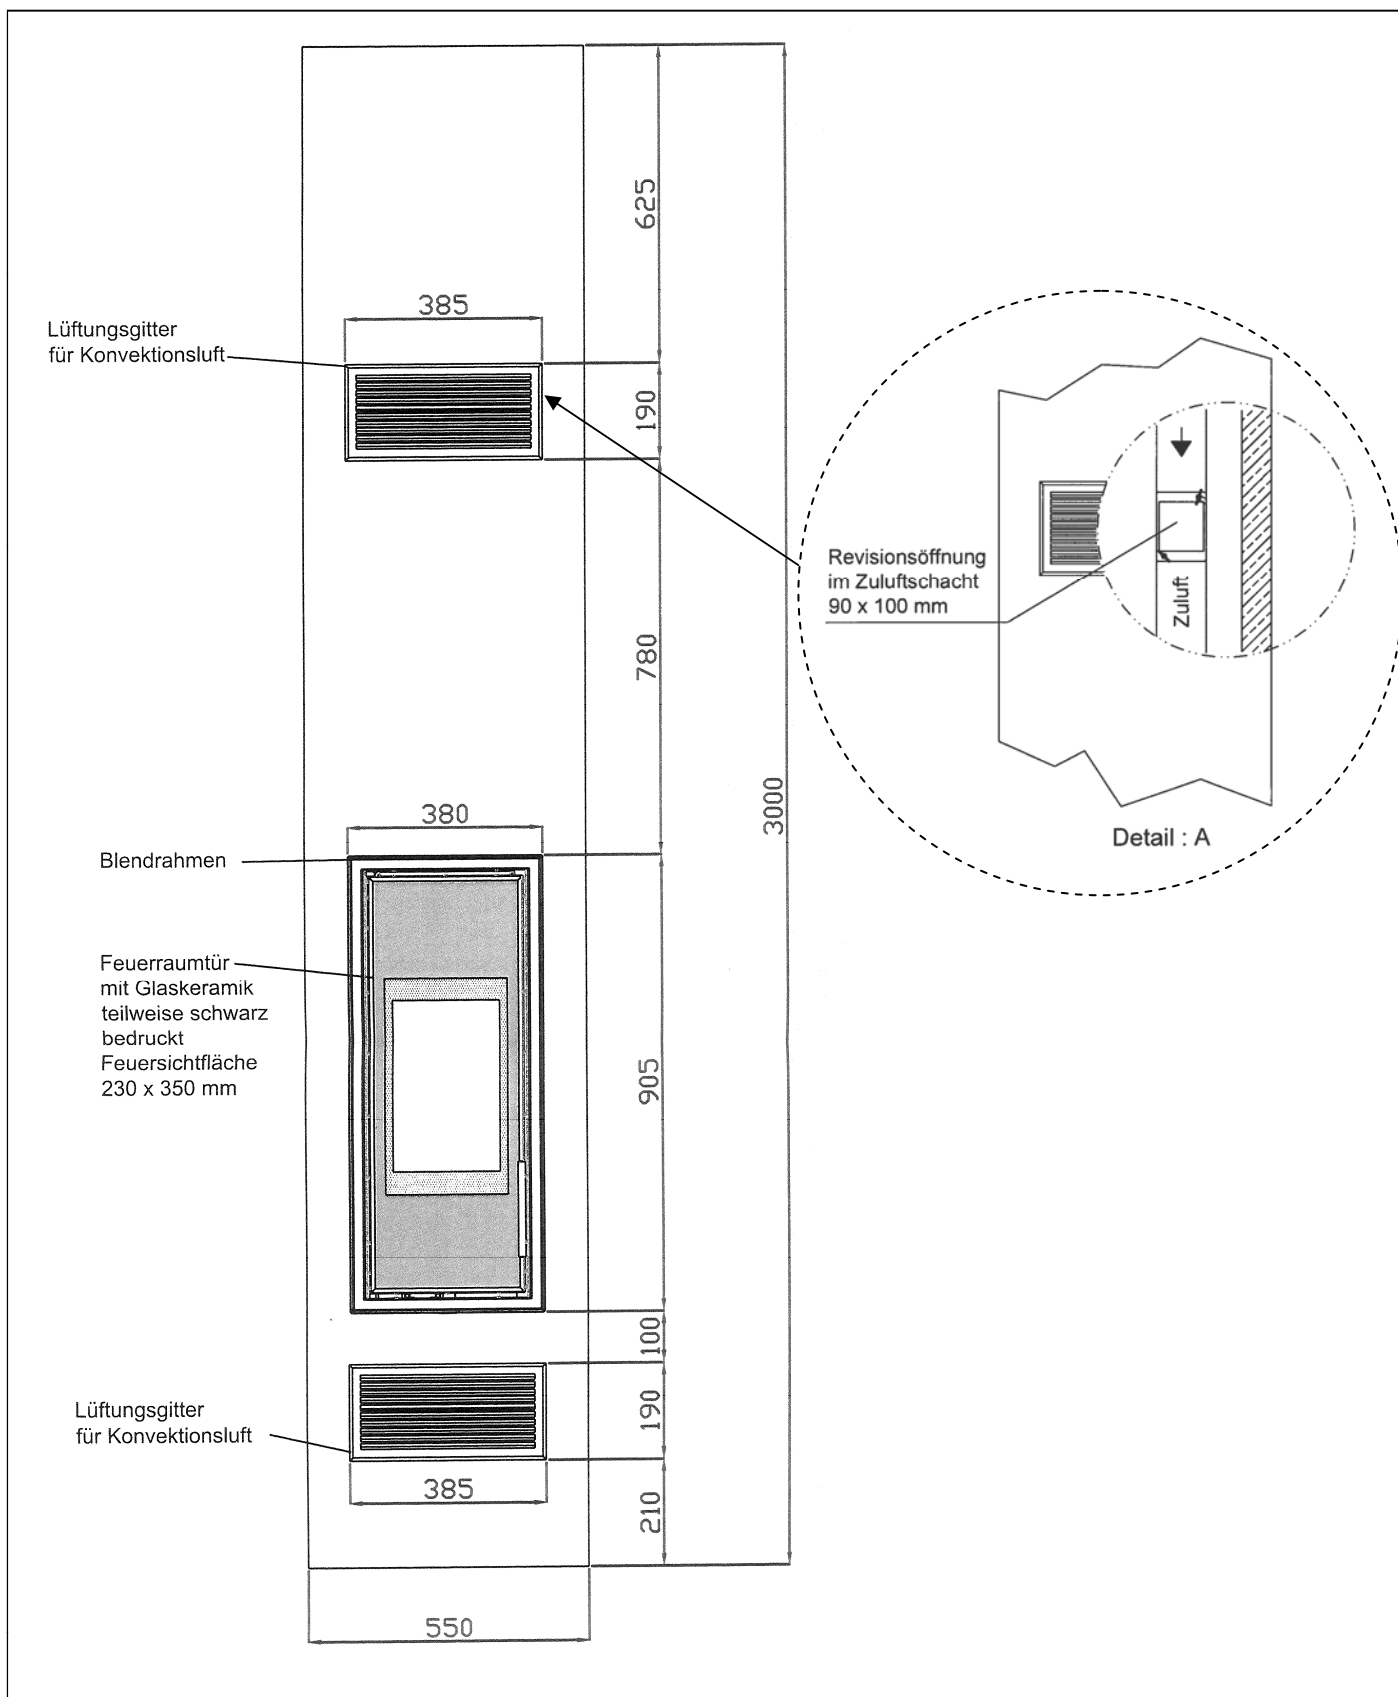 625
385
Lüftungsgitter
für Konvektionsluft
190
Revisionsöffnung
im Zuluftschacht
90 x 100 mm
Zuluft
780
3000
Detail : A
380
Blendrahmen
Feuerraumtür
mit Glaskeramik
teilweise schwarz
bedruckt
Feuersichtfläche
230 x 350 mm
905
100
190
Lüftungsgitter
für Konvektionsluft
385
210
550